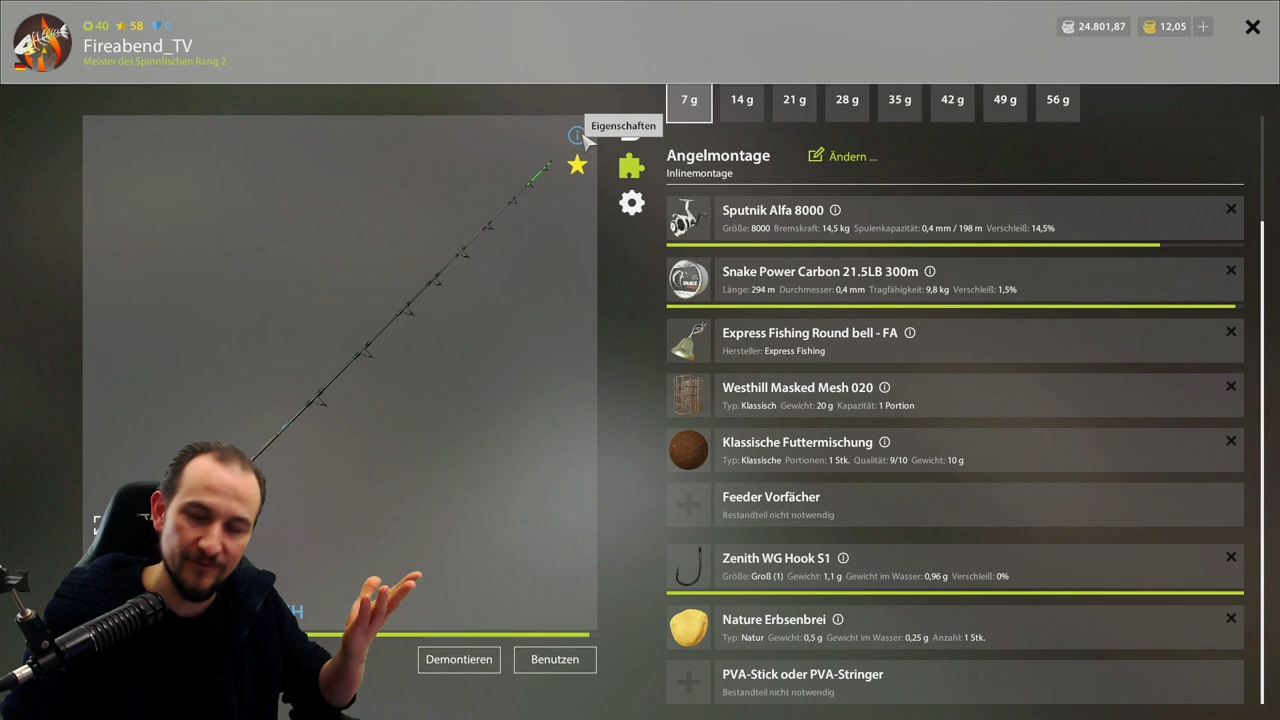 40 58 0
Fireabend_TV
Meister des Spinnfischen Rang 2
24.801,87
12,05
7 g
14 g
21 g
28 g
35 g
42 g
49 g
56 g
Eigenschaften
Angelmontage
Ändern ...
Inlinemontage
Sputnik Alfa 8000
Größe: 8000 Bremskraft: 14,5 kg Spulenkapazität: 0,4 mm / 198 m Verschleiß: 14,5%
Snake Power Carbon 21.5LB 300m
Länge: 294 m Durchmesser: 0,4 mm Tragfähigkeit: 9,8 kg Verschleiß: 1,5%
Express Fishing Round bell - FA
Hersteller: Express Fishing
Westhill Masked Mesh 020
Typ: Klassisch Gewicht: 20 g Kapazität: 1 Portion
Klassische Futtermischung
Typ: Klassische Portionen: 1 Stk. Qualität: 9/10 Gewicht: 10 g
Feeder Vorfächer
Bestandteil nicht notwendig
Zenith WG Hook S1
Größe: Groß (1) Gewicht: 1,1 g Gewicht im Wasser: 0,96 g Verschleiß: 0%
Nature Erbsenbrei
Typ: Natur Gewicht: 0,5 g Gewicht im Wasser: 0,25 g Anzahl: 1 Stk.
PVA-Stick oder PVA-Stringer
Bestandteil nicht notwendig
Demontieren
Benutzen